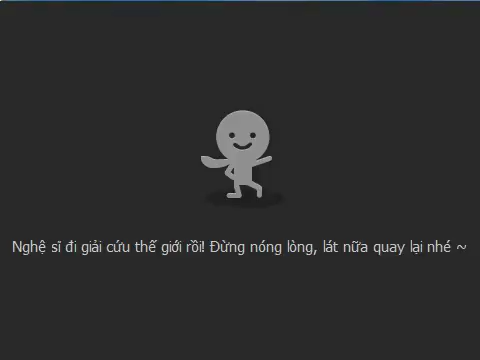 Nghệ sĩ đi giải cứu thế giới rồi! Đừng nóng lòng, lát nữa quay lại nhé ~